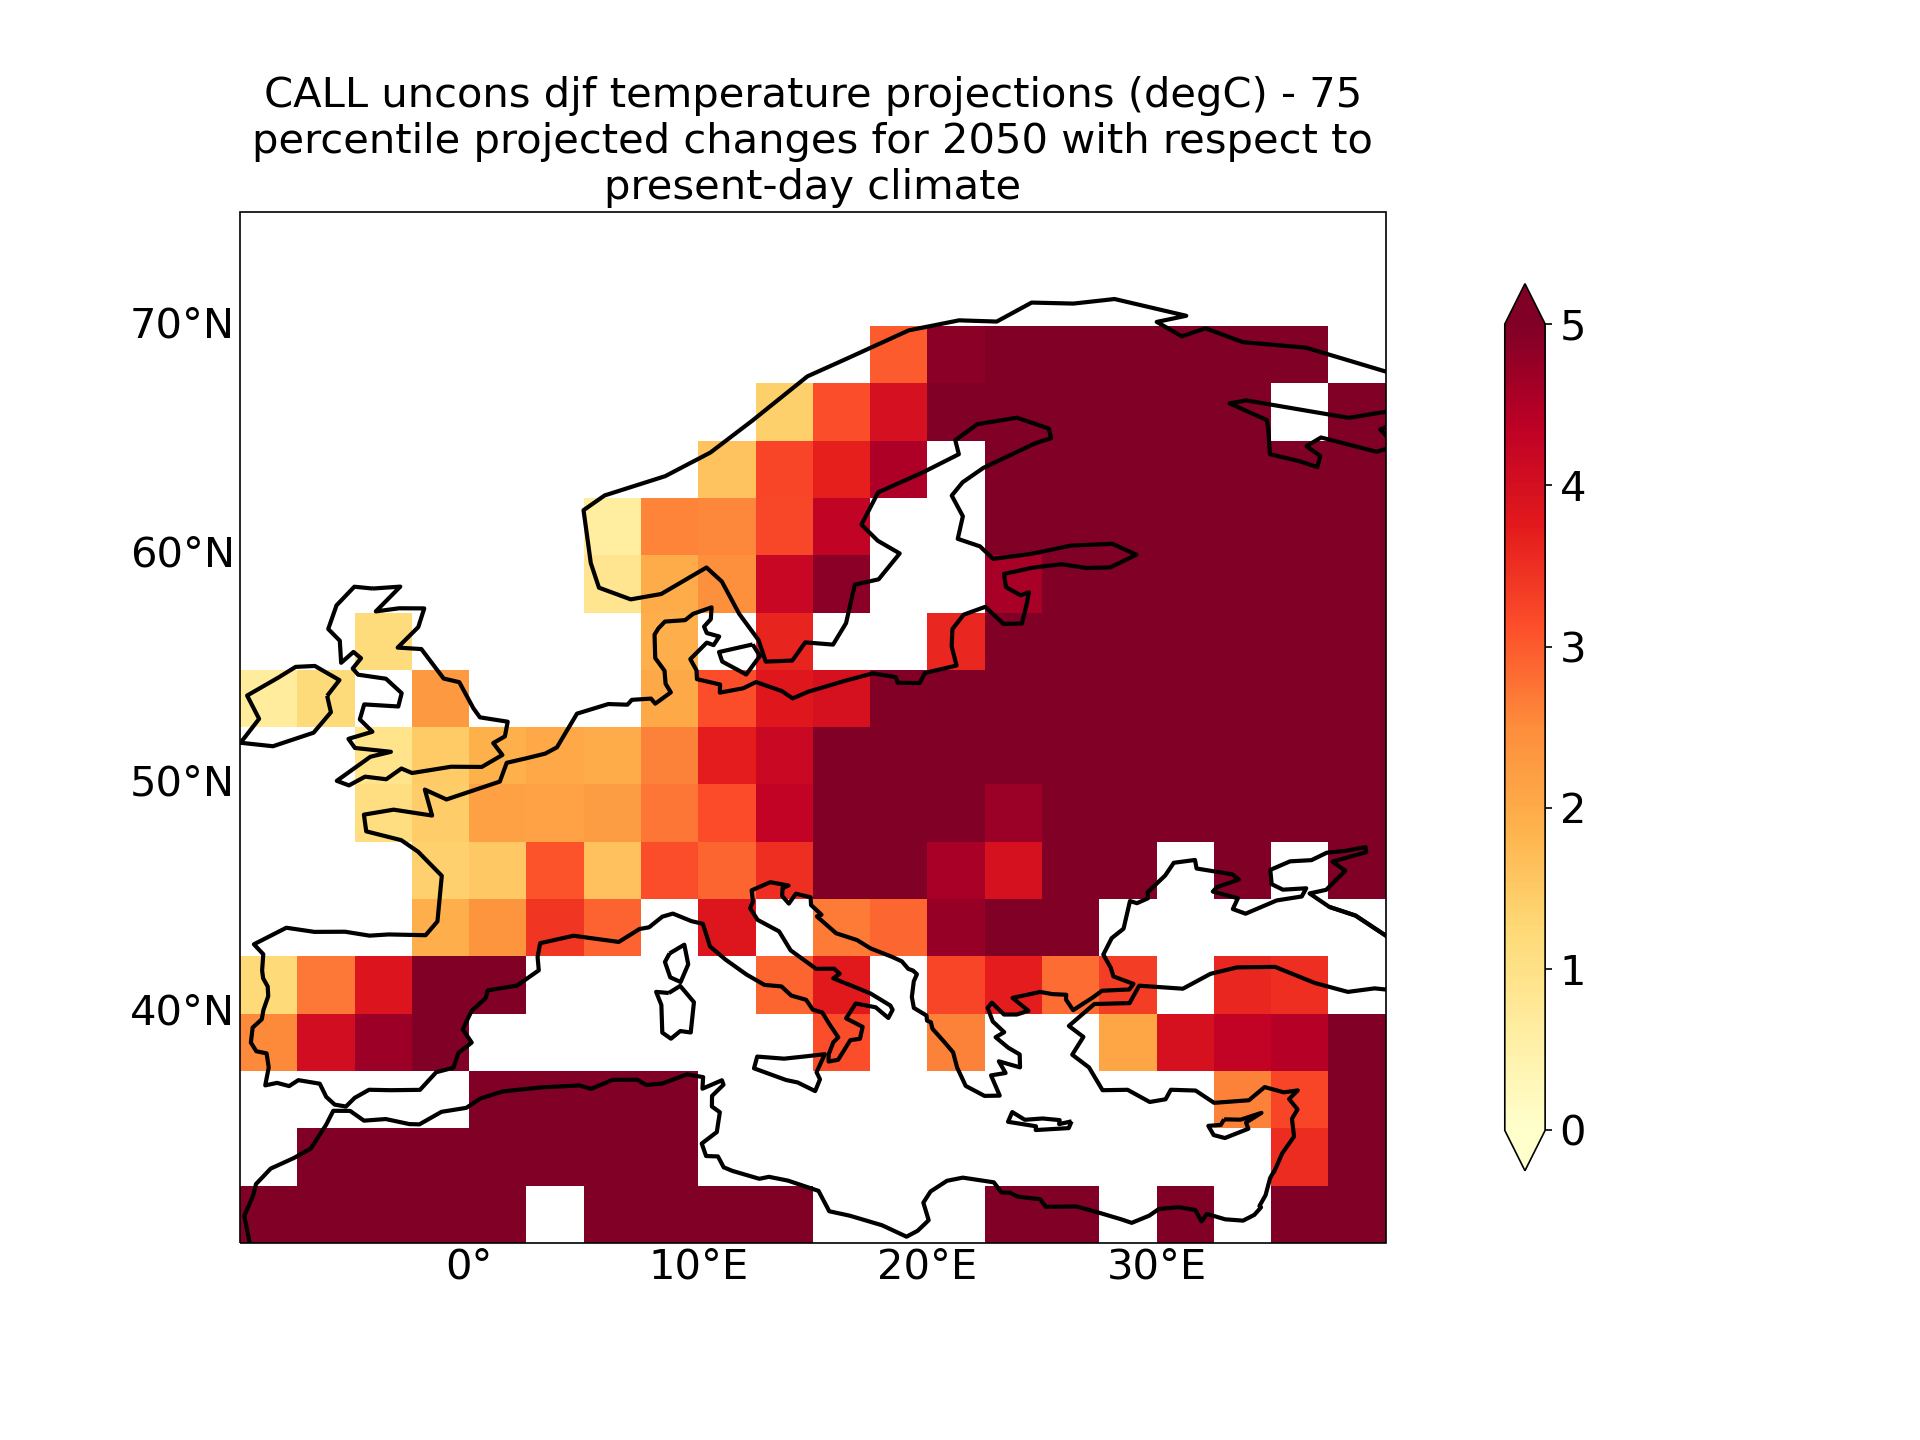 CALL uncons djf temperature projections (degC) - 75
percentile projected changes for 2050 with respect to
present-day climate
70°N
60°N
50°N
40°N
0°
10°E
20°E
30°E
5
4
3
2
1
0